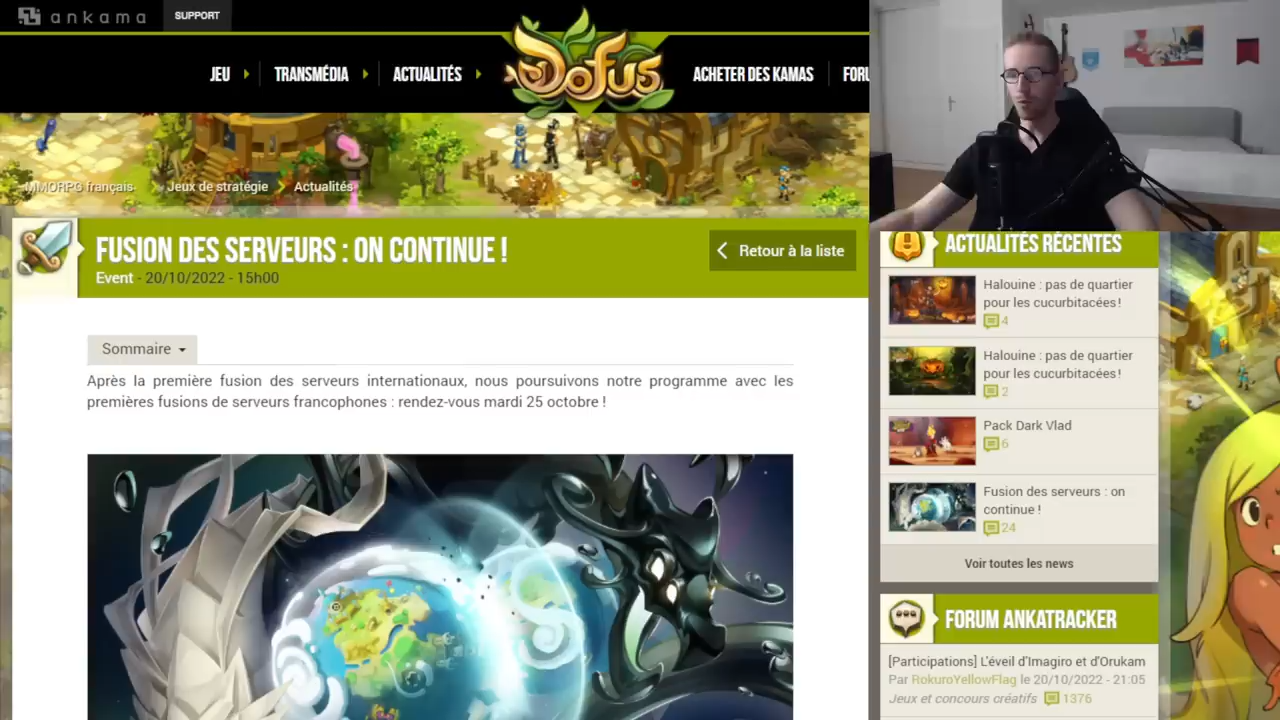 ankama
SUPPORT
JEU
TRANSMÉDIA
ACTUALITÉS
DOFUS
ACHETER DES KAMAS
FORU
MMORPG français
Jeux de stratégie
Actualités
FUSION DES SERVEURS : ON CONTINUE !
Event - 20/10/2022 - 15h00
Retour à la liste
Sommaire
Après la première fusion des serveurs internationaux, nous poursuivons notre programme avec les
premières fusions de serveurs francophones : rendez-vous mardi 25 octobre !
ACTUALITÉS RÉCENTES
Halouine : pas de quartier
pour les cucurbitacées !
4
Halouine : pas de quartier
pour les cucurbitacées !
2
Pack Dark Vlad
6
Fusion des serveurs : on
continue !
24
Voir toutes les news
FORUM ANKATRACKER
[Participations] L'éveil d'Imagiro et d'Orukam
Par RokuroYellowFlag le 20/10/2022 - 21:05
Jeux et concours créatifs 1376